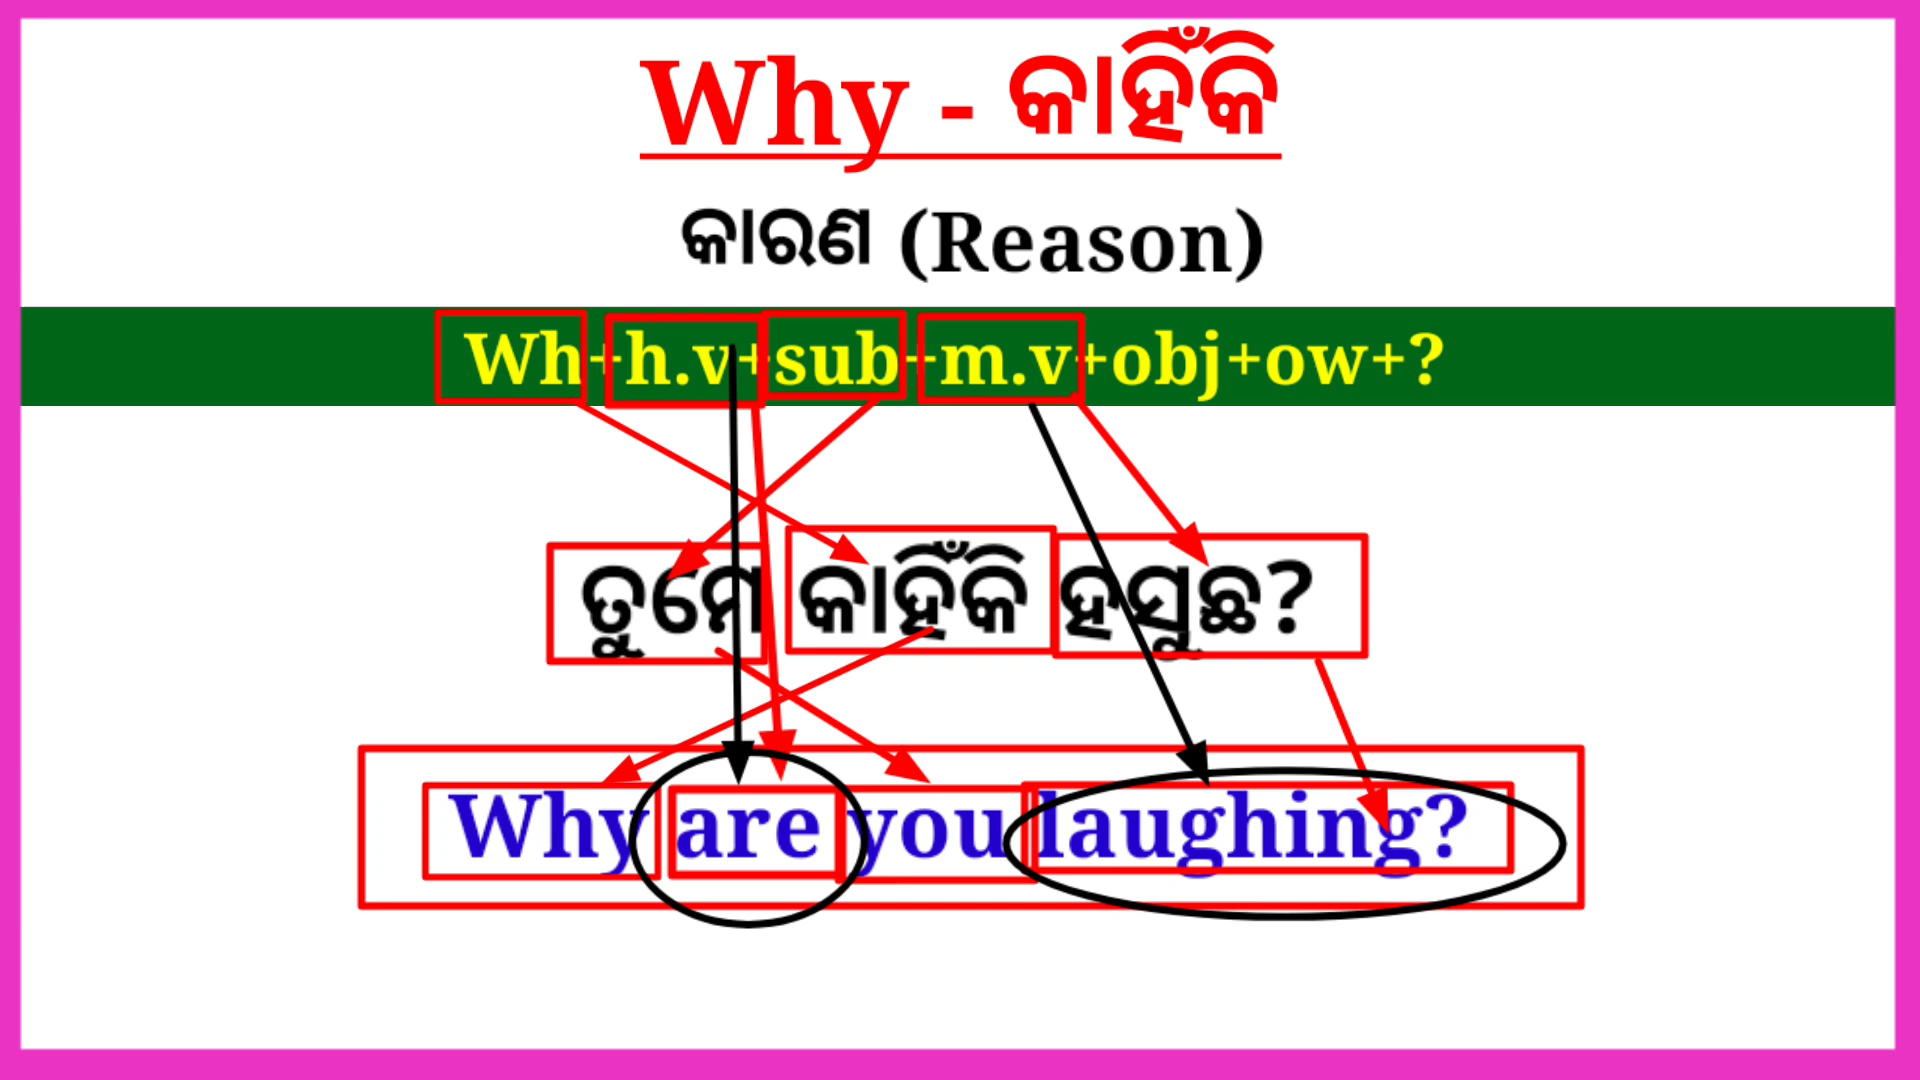 Why - କାହିଁକି
କାରଣ (Reason)
Wh+h.v+sub+m.v+obj+ow+?
ତୁମେ କାହିଁକି ହସୁଛ?
Why are you laughing?